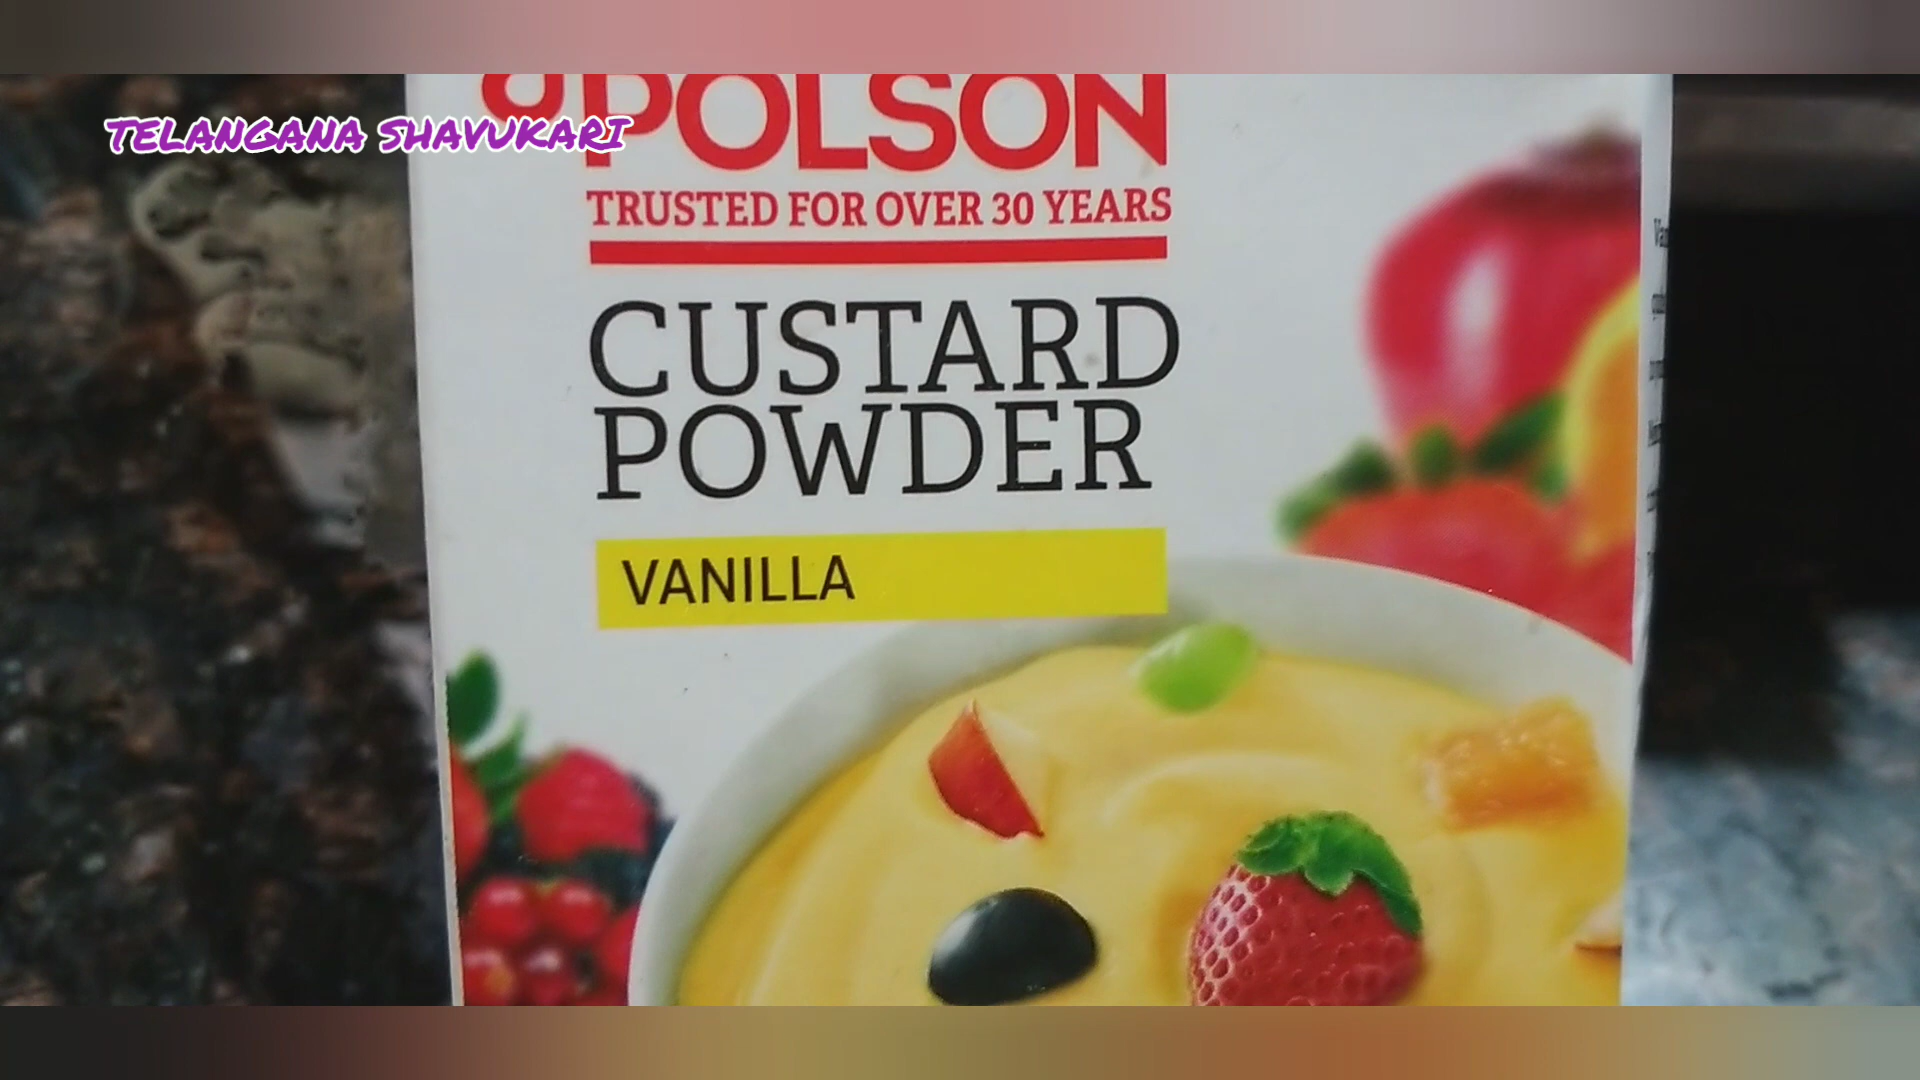 POLSON
TELANGANA SHAVUKARI
TRUSTED FOR OVER 30 YEARS
CUSTARD
POWDER
VANILLA